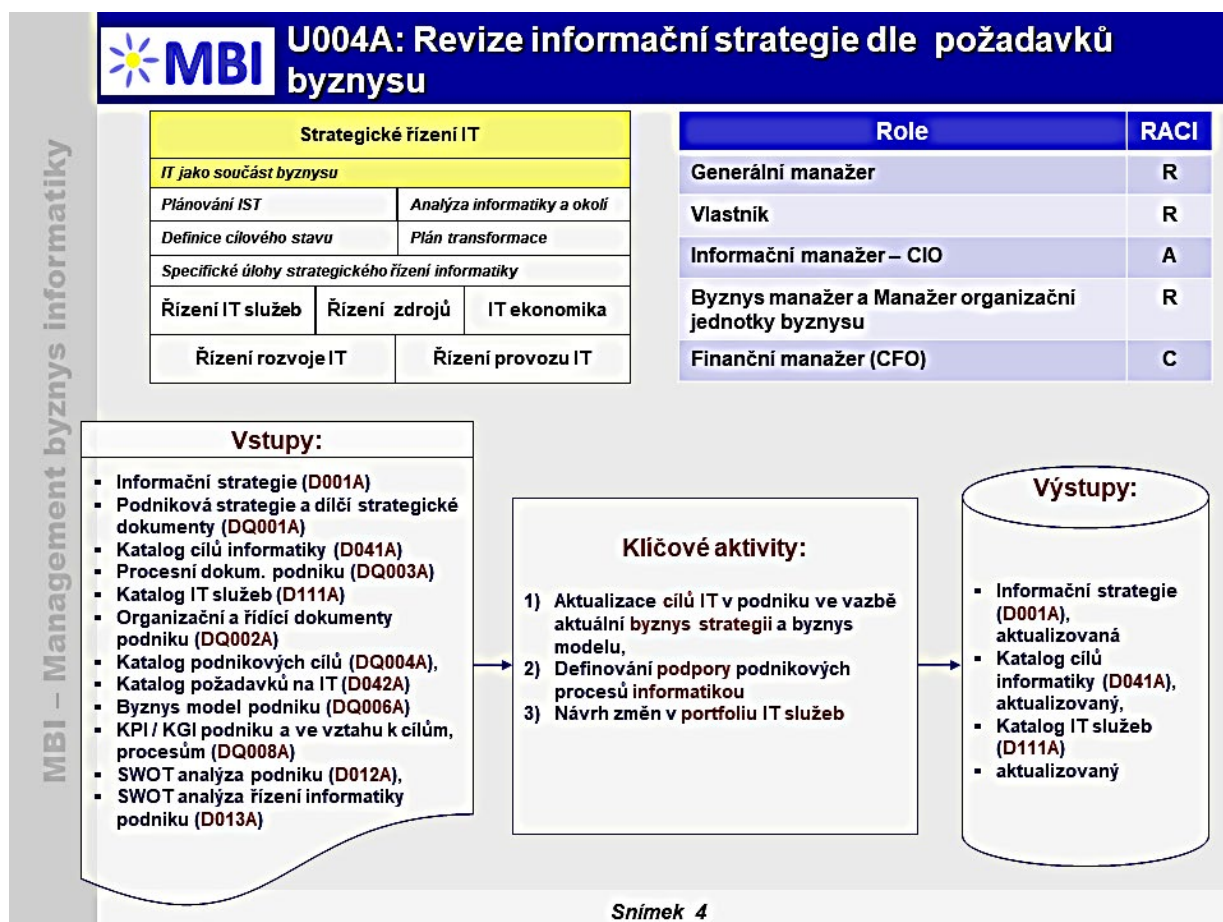 MBI
U004A: Revize informační strategie dle požadavků
byznysu
MBI – Management byznys informatiky
Strategické řízení IT
IT jako součást byznysu
Plánování IST
Analýza informatiky a okolí
Definice cílového stavu
Plán transformace
Specifické úlohy strategického řízení informatiky
Řízení IT služeb
Řízení zdrojů
IT ekonomika
Řízení rozvoje IT
Řízení provozu IT
Role RACI
Generální manažer R
Vlastník R
Informační manažer – CIO A
Byznys manažer a Manažer organizační
jednotky byznysu R
Finanční manažer (CFO) C
Vstupy:
▪ Informační strategie (D001A)
▪ Podniková strategie a dílčí strategické
dokumenty (DQ001A)
▪ Katalog cílů informatiky (D041A)
▪ Procesní dokum. podniku (DQ003A)
▪ Katalog IT služeb (D111A)
▪ Organizační a řídící dokumenty
podniku (DQ002A)
▪ Katalog podnikových cílů (DQ004A),
▪ Katalog požadavků na IT (D042A)
▪ Byznys model podniku (DQ006A)
▪ KPI / KGI podniku a ve vztahu k cílům,
procesům (DQ008A)
▪ SWOT analýza podniku (D012A),
▪ SWOT analýza řízení informatiky
podniku (D013A)
Klíčové aktivity:
1) Aktualizace cílů IT v podniku ve vazbě
aktuální byznys strategii a byznys
modelu,
2) Definování podpory podnikových
procesů informatikou
3) Návrh změn v portfoliu IT služeb
Výstupy:
▪ Informační strategie
(D001A),
aktualizovaná
▪ Katalog cílů
informatiky (D041A),
aktualizovaný,
▪ Katalog IT služeb
(D111A)
▪ aktualizovaný
Snímek 4